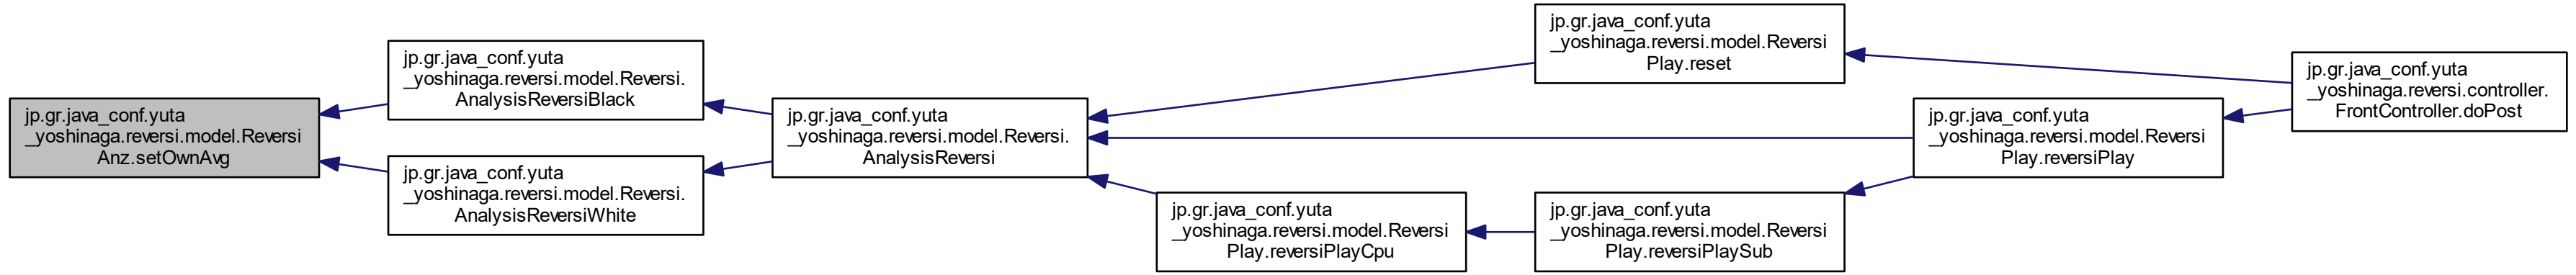 jp.gr.java_conf.yuta
_yoshinaga.reversi.model.Reversi
Anz.setOwnAvg
jp.gr.java_conf.yuta
_yoshinaga.reversi.model.Reversi.
AnalysisReversiBlack
jp.gr.java_conf.yuta
_yoshinaga.reversi.model.Reversi.
AnalysisReversiWhite
jp.gr.java_conf.yuta
_yoshinaga.reversi.model.Reversi.
AnalysisReversi
jp.gr.java_conf.yuta
_yoshinaga.reversi.model.Reversi
Play.reset
jp.gr.java_conf.yuta
_yoshinaga.reversi.model.Reversi
Play.reversiPlayCpu
jp.gr.java_conf.yuta
_yoshinaga.reversi.model.Reversi
Play.reversiPlaySub
jp.gr.java_conf.yuta
_yoshinaga.reversi.model.Reversi
Play.reversiPlay
jp.gr.java_conf.yuta
_yoshinaga.reversi.controller.
FrontController.doPost